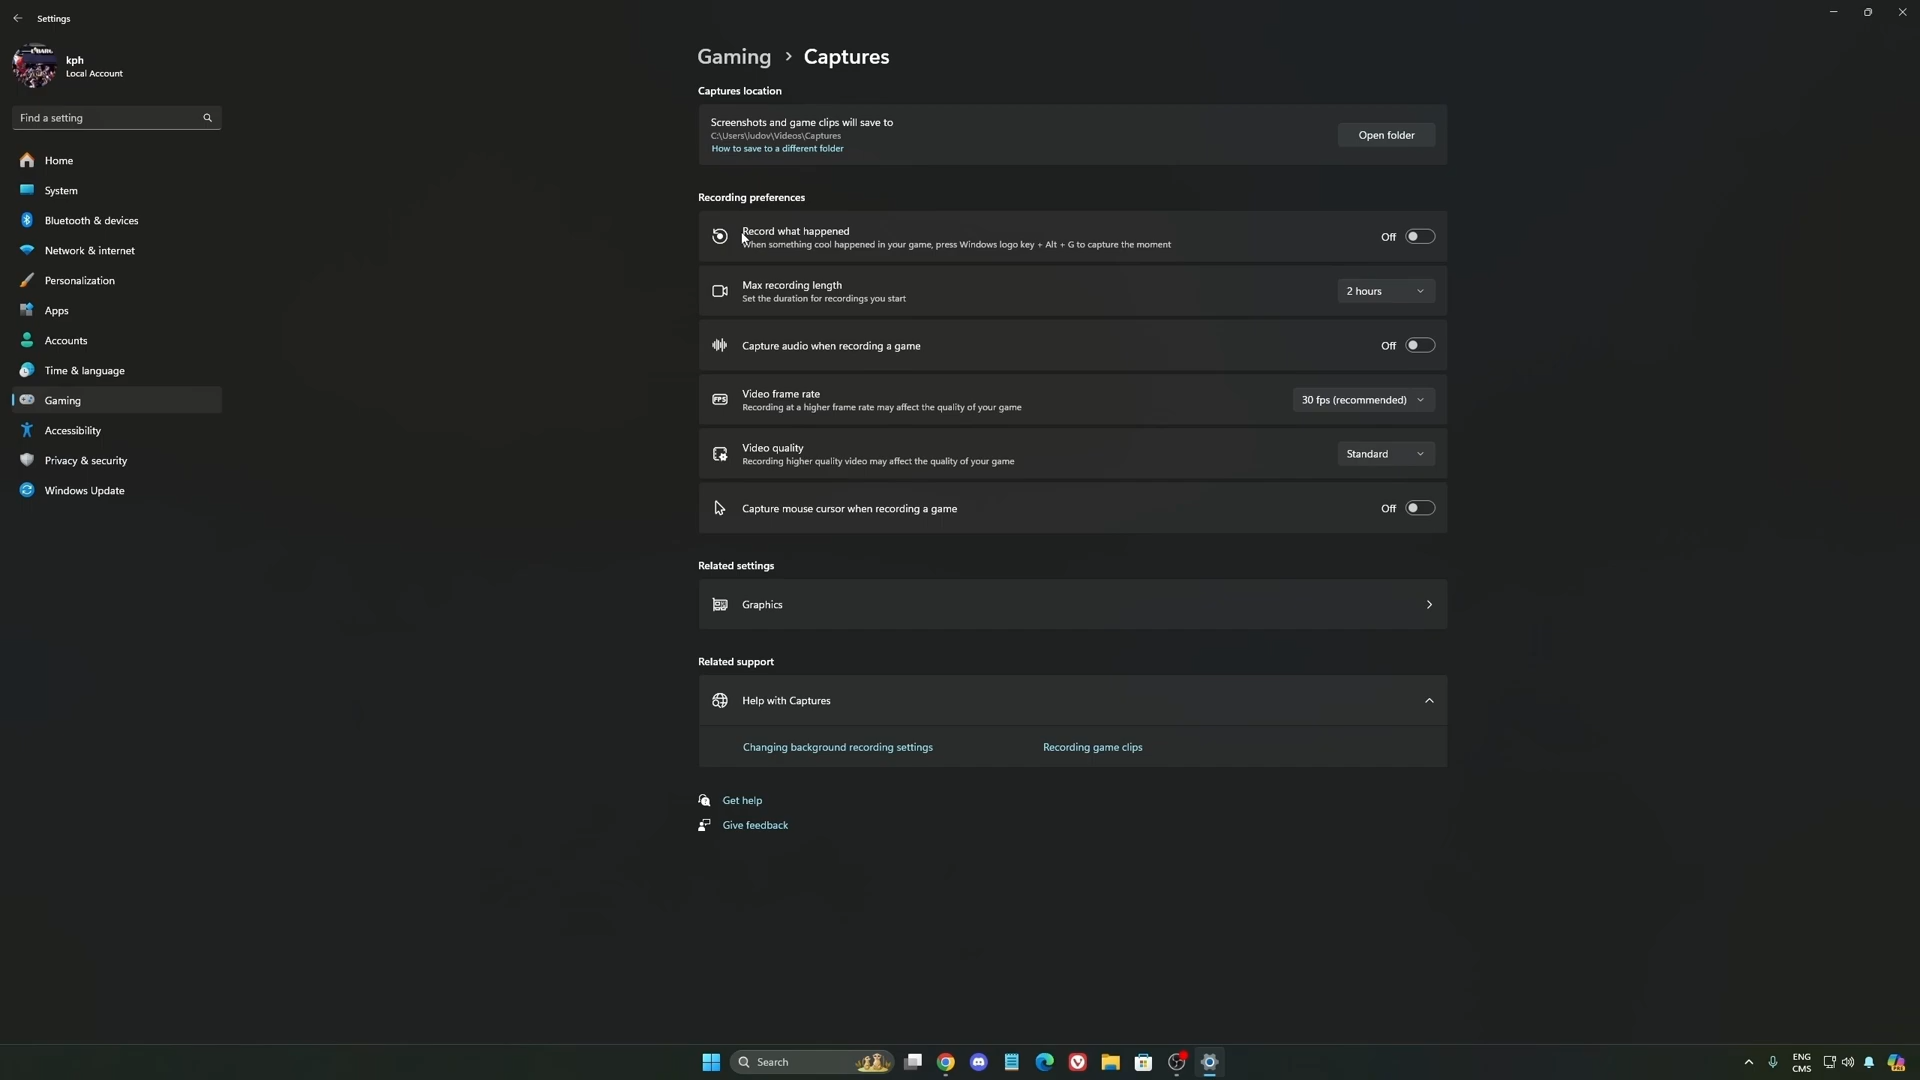 Settings
kph
Local Account
Find a setting
Home
System
Bluetooth & devices
Network & internet
Personalization
Apps
Accounts
Time & language
Gaming
Accessibility
Privacy & security
Windows Update
Gaming > Captures
Captures location
Screenshots and game clips will save to
C:\Users\ludov\Videos\Captures
How to save to a different folder
Open folder
Recording preferences
Record what happened
When something cool happened in your game, press Windows logo key + Alt + G to capture the moment
Off
Max recording length
Set the duration for recordings you start
2 hours
Capture audio when recording a game
Off
FPS
Video frame rate
Recording at a higher frame rate may affect the quality of your game
30 fps (recommended)
Video quality
Recording higher quality video may affect the quality of your game
Standard
Capture mouse cursor when recording a game
Off
Related settings
Graphics
Related support
Help with Captures
Changing background recording settings
Recording game clips
Get help
Give feedback
Search
ENG
CMS
PRE